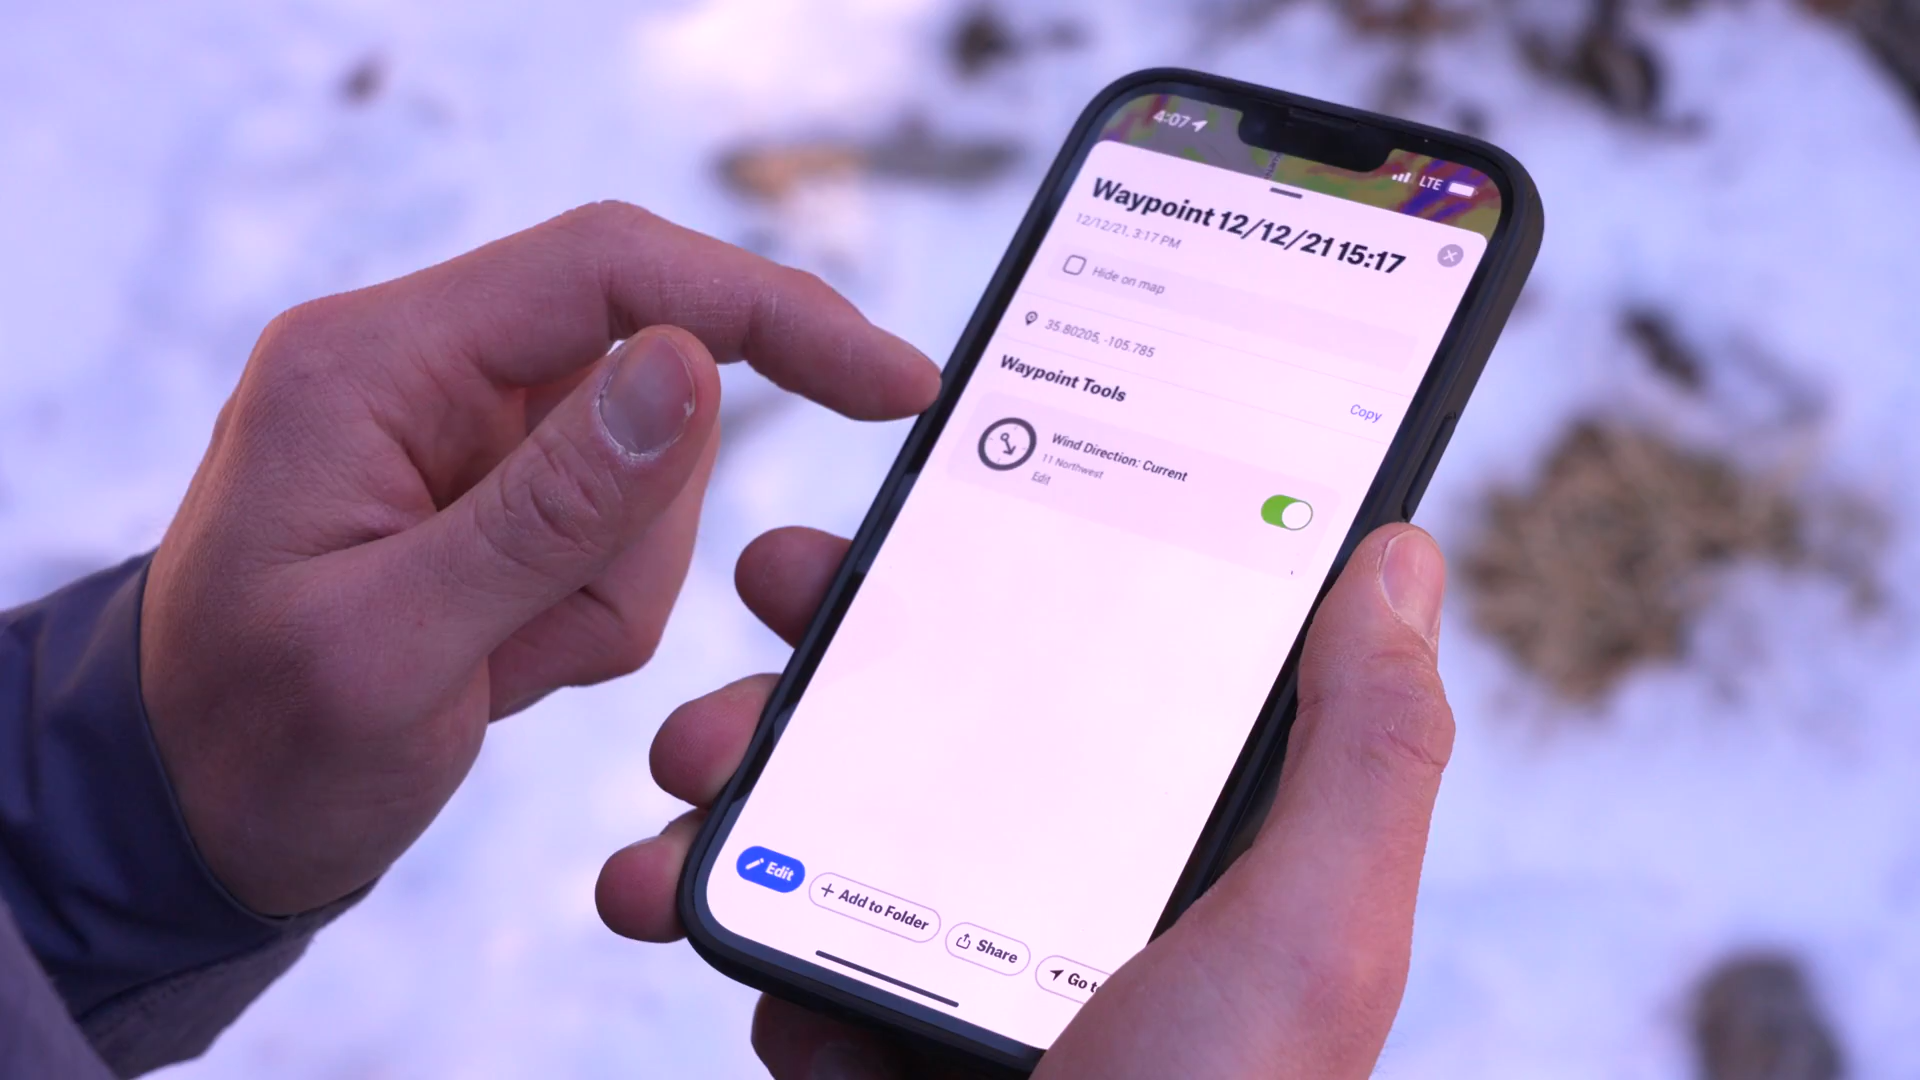 4:07
LTE
Waypoint 12/12/21 15:17
12/12/21, 3:17 PM
Hide on map
35.80205, -105.785
Copy
Waypoint Tools
Wind Direction: Current
11 Northwest
Edit
Edit
Add to Folder
Share
Go